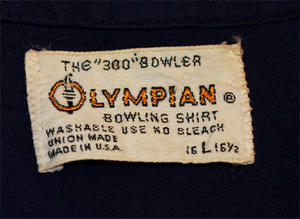 THE "300" BOWLER
OLYMPIAN ®
BOWLING SHIRT
WASHABLE USE NO BLEACH
UNION MADE
MADE IN U.S.A. 16 L 16½